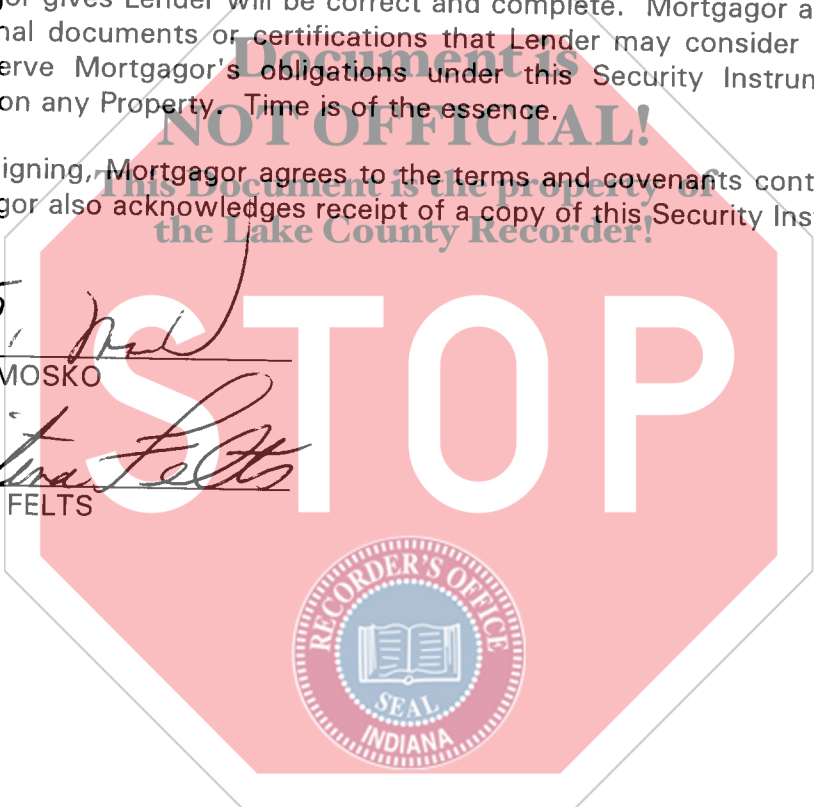 gor gives Lender will be correct and complete. Mortgagor a
nal documents or certifications that Lender may consider
erve Mortgagor's obligations under this Security Instrum
on any Property. Time is of the essence.
igning, Mortgagor agrees to the terms and covenants cont
gor also acknowledges receipt of a copy of this Security Ins
Document is
NOT OFFICIAL!
This Document is the property of
the Lake County Recorder!
STOP
MOSKO
tina Felts
FELTS
RECORDER'S OFFICE
SEAL
INDIANA